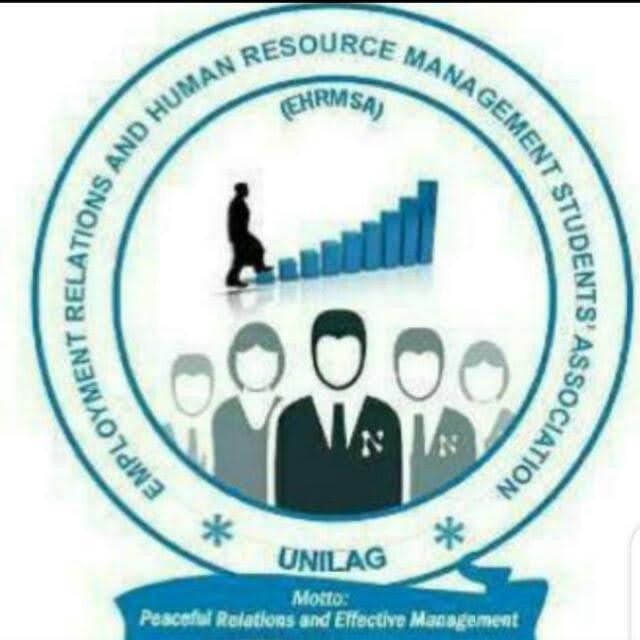 EMPLOYMENT RELATIONS AND HUMAN RESOURCE MANAGEMENT STUDENTS' ASSOCIATION
(EHRMSA)
N N
UNILAG
Motto:
Peaceful Relations and Effective Management